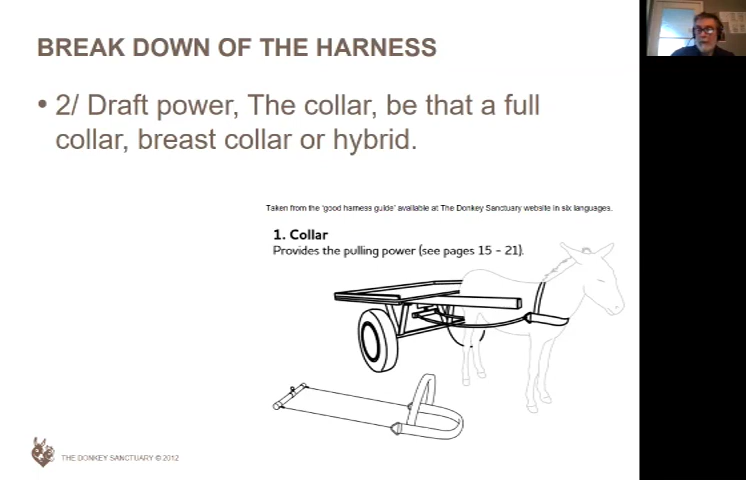 BREAK DOWN OF THE HARNESS
• 2/ Draft power, The collar, be that a full
collar, breast collar or hybrid.
Taken from the 'good harness guide' available at The Donkey Sanctuary website in six languages.
1. Collar
Provides the pulling power (see pages 15 - 21).
THE DONKEY SANCTUARY © 2012